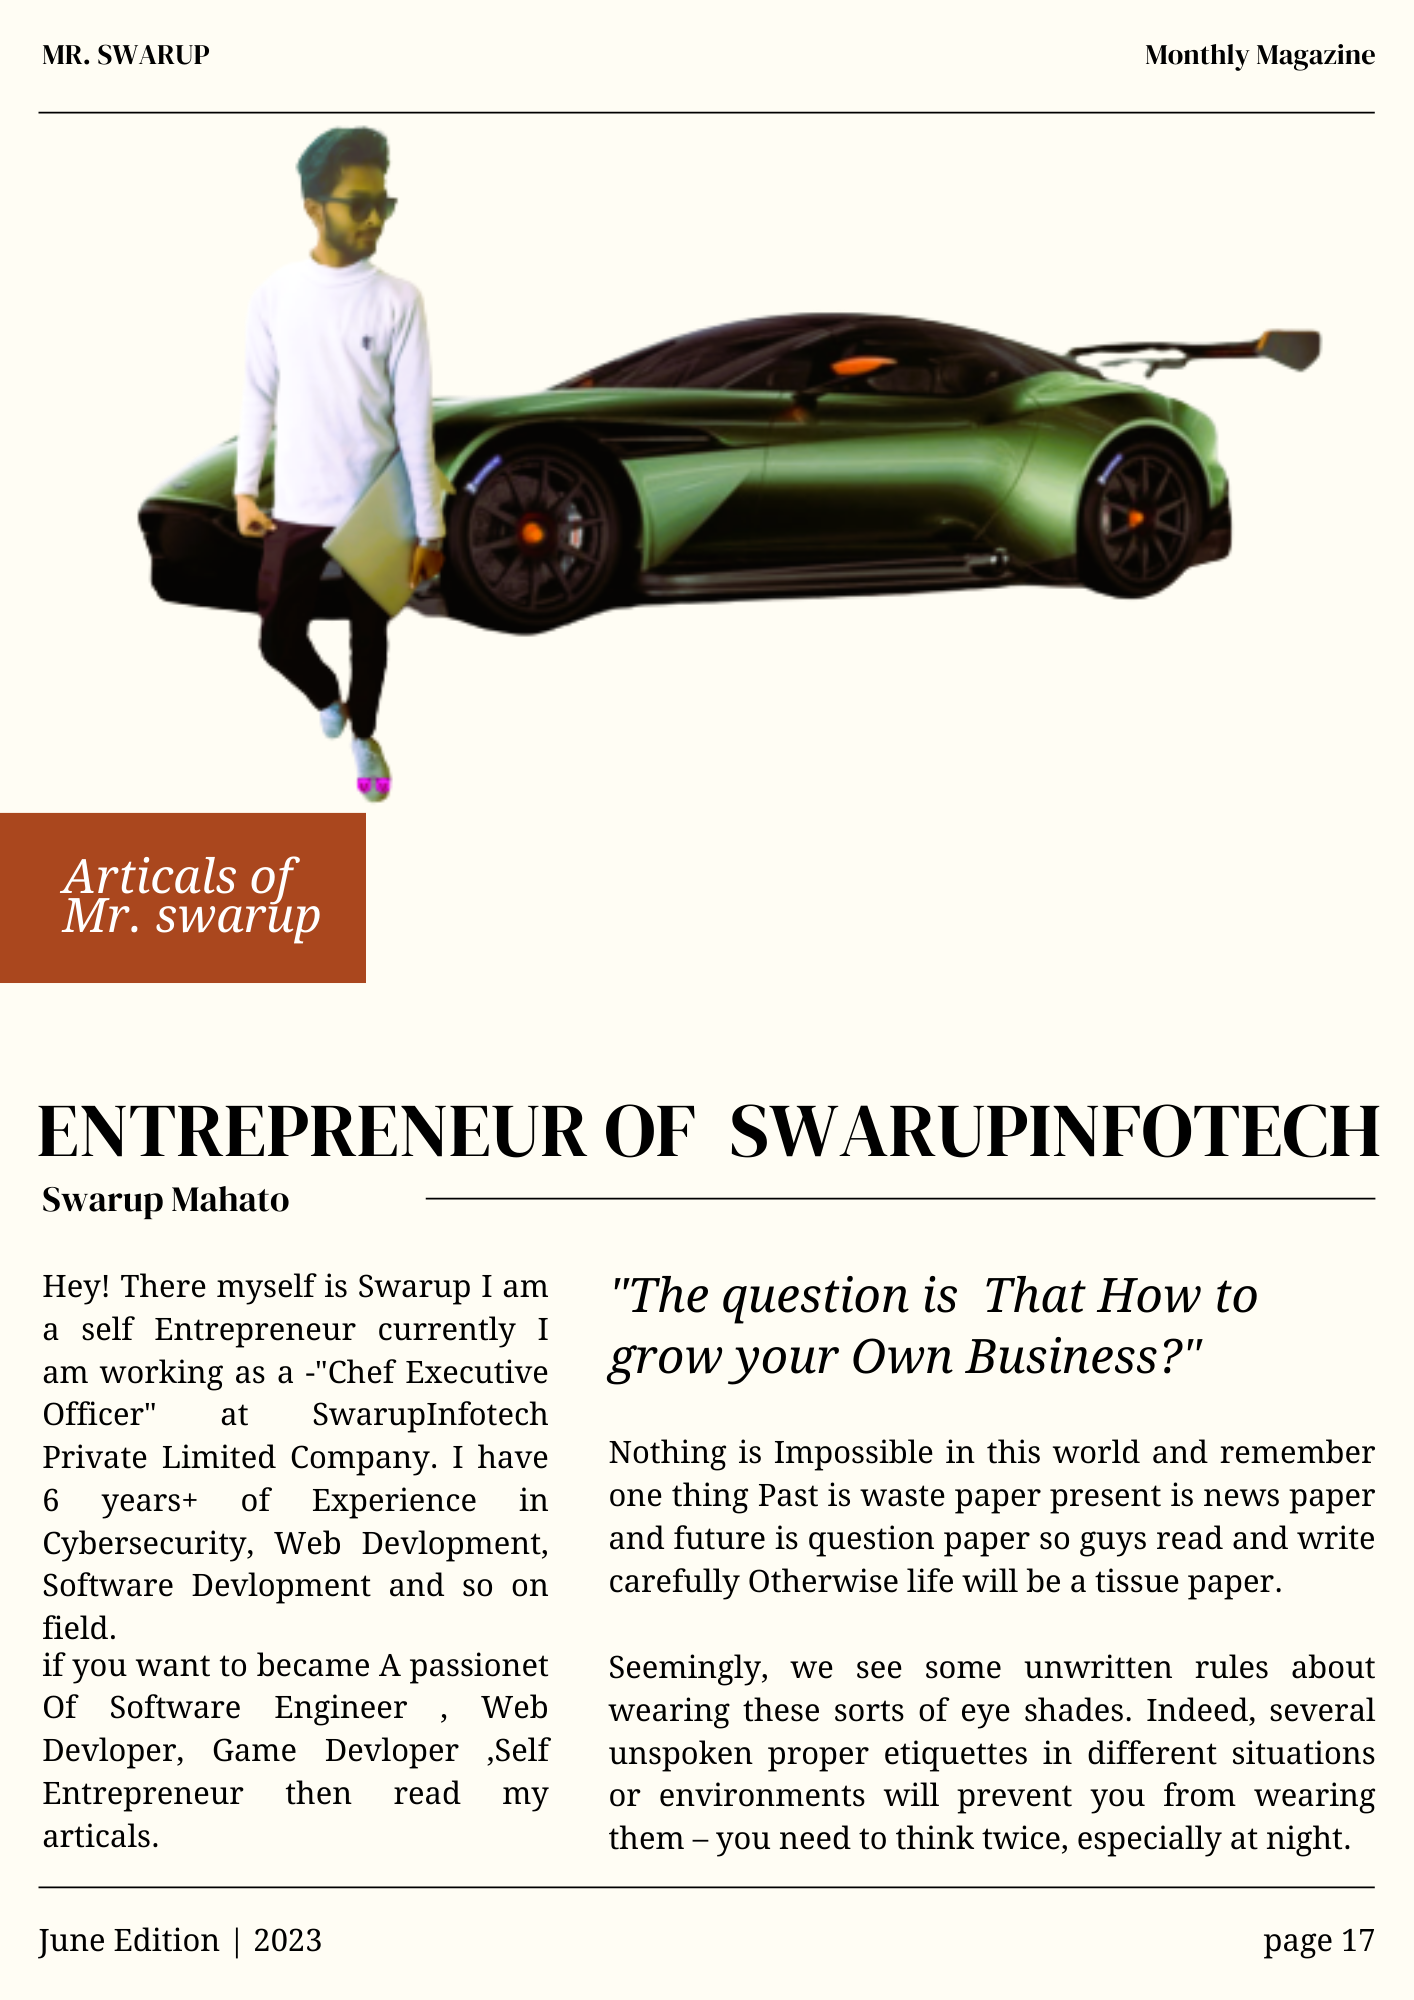 MR. SWARUP
Monthly Magazine
Articals of
Mr. swarup
ENTREPRENEUR OF SWARUPINFOTECH
Swarup Mahato
Hey! There myself is Swarup I am
a self Entrepreneur currently I
am working as a -"Chef Executive
Officer" at SwarupInfotech
Private Limited Company. I have
6 years+ of Experience in
Cybersecurity, Web Devlopment,
Software Devlopment and so on
field.
if you want to became A passionet
Of Software Engineer , Web
Devloper, Game Devloper ,Self
Entrepreneur then read my
articals.
"The question is That How to
grow your Own Business?"
Nothing is Impossible in this world and remember
one thing Past is waste paper present is news paper
and future is question paper so guys read and write
carefully Otherwise life will be a tissue paper.
Seemingly, we see some unwritten rules about
wearing these sorts of eye shades. Indeed, several
unspoken proper etiquettes in different situations
or environments will prevent you from wearing
them – you need to think twice, especially at night.
June Edition | 2023
page 17